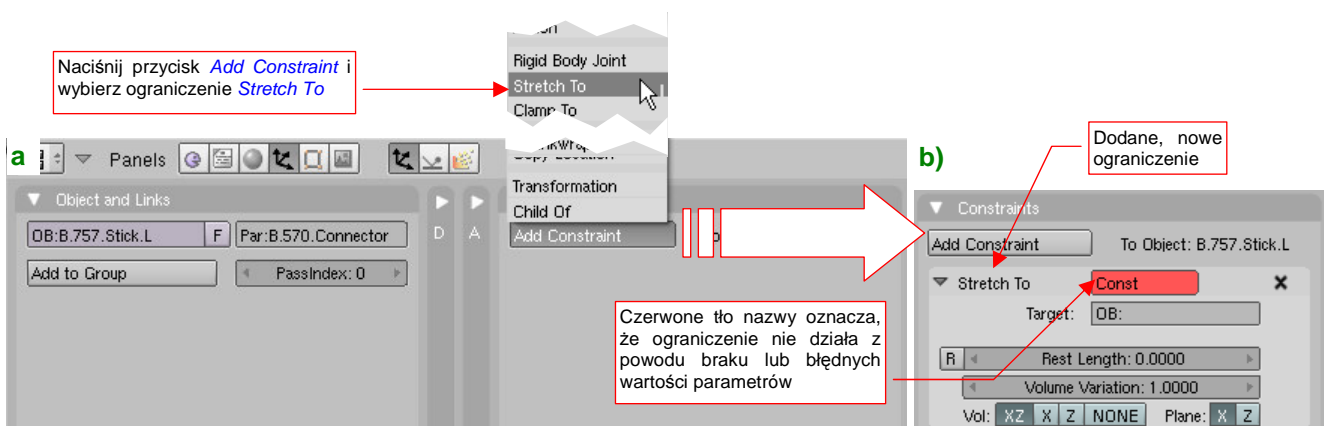 Naciśnij przycisk Add Constraint i
wybierz ograniczenie Stretch To
Rigid Body Joint
Stretch To
Clamp To
Copy Location
Transformation
Child Of
a
Panels
Object and Links
OB:B.757.Stick.L
F
Par:B.570.Connector
Add to Group
PassIndex: 0
D
A
Add Constraint
Czerwone tło nazwy oznacza,
że ograniczenie nie działa z
powodu braku lub błędnych
wartości parametrów
b)
Dodane, nowe
ograniczenie
Constraints
Add Constraint
To Object: B.757.Stick.L
Stretch To
Const
Target:
OB:
R
Rest Length: 0.0000
Volume Variation: 1.0000
Vol:
XZ
X
Z
NONE
Plane:
X
Z